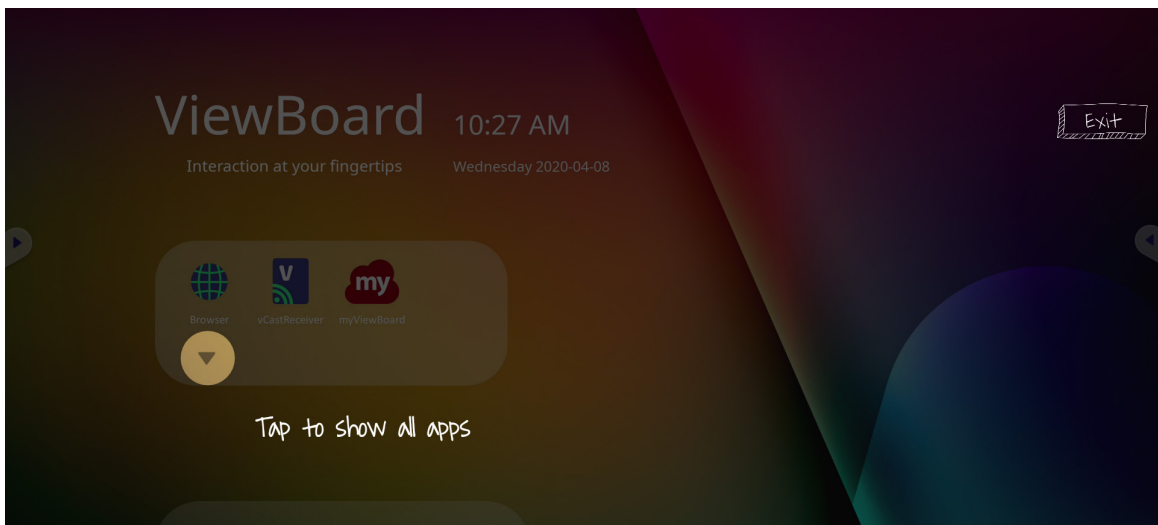 ViewBoard 10:27 AM
Exit
Interaction at your fingertips Wednesday 2020-04-08
V my
Browser vCastReceiver myViewBoard
Tap to show all apps